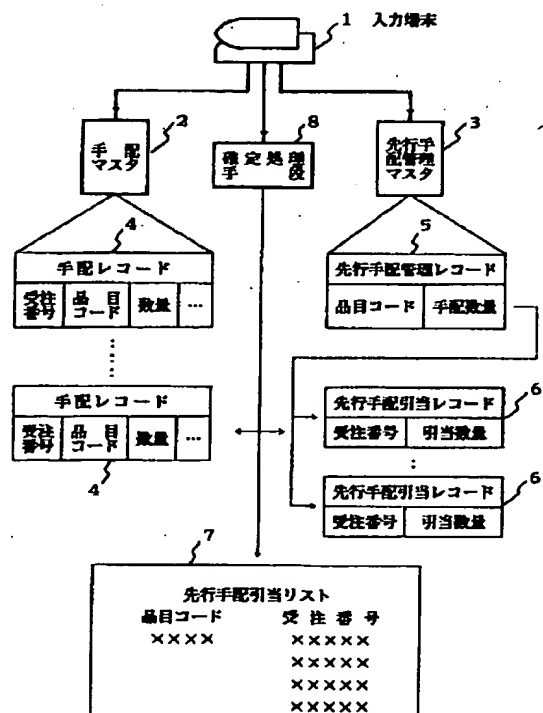 1 入力端末
2
手配
マスタ
8
確定処理
手段
3
先行手
配管理
マスタ
4
手配レコード
受注
番号
品目
コード
数量
…
5
先行手配管理レコード
品目コード
手配数量
手配レコード
受注
番号
品目
コード
数量
…
4
6
先行手配引当レコード
受注番号
引当数量
6
先行手配引当レコード
受注番号
引当数量
7
先行手配引当リスト
品目コード 受注番号
×××× ×××××
×××××
×××××
×××××